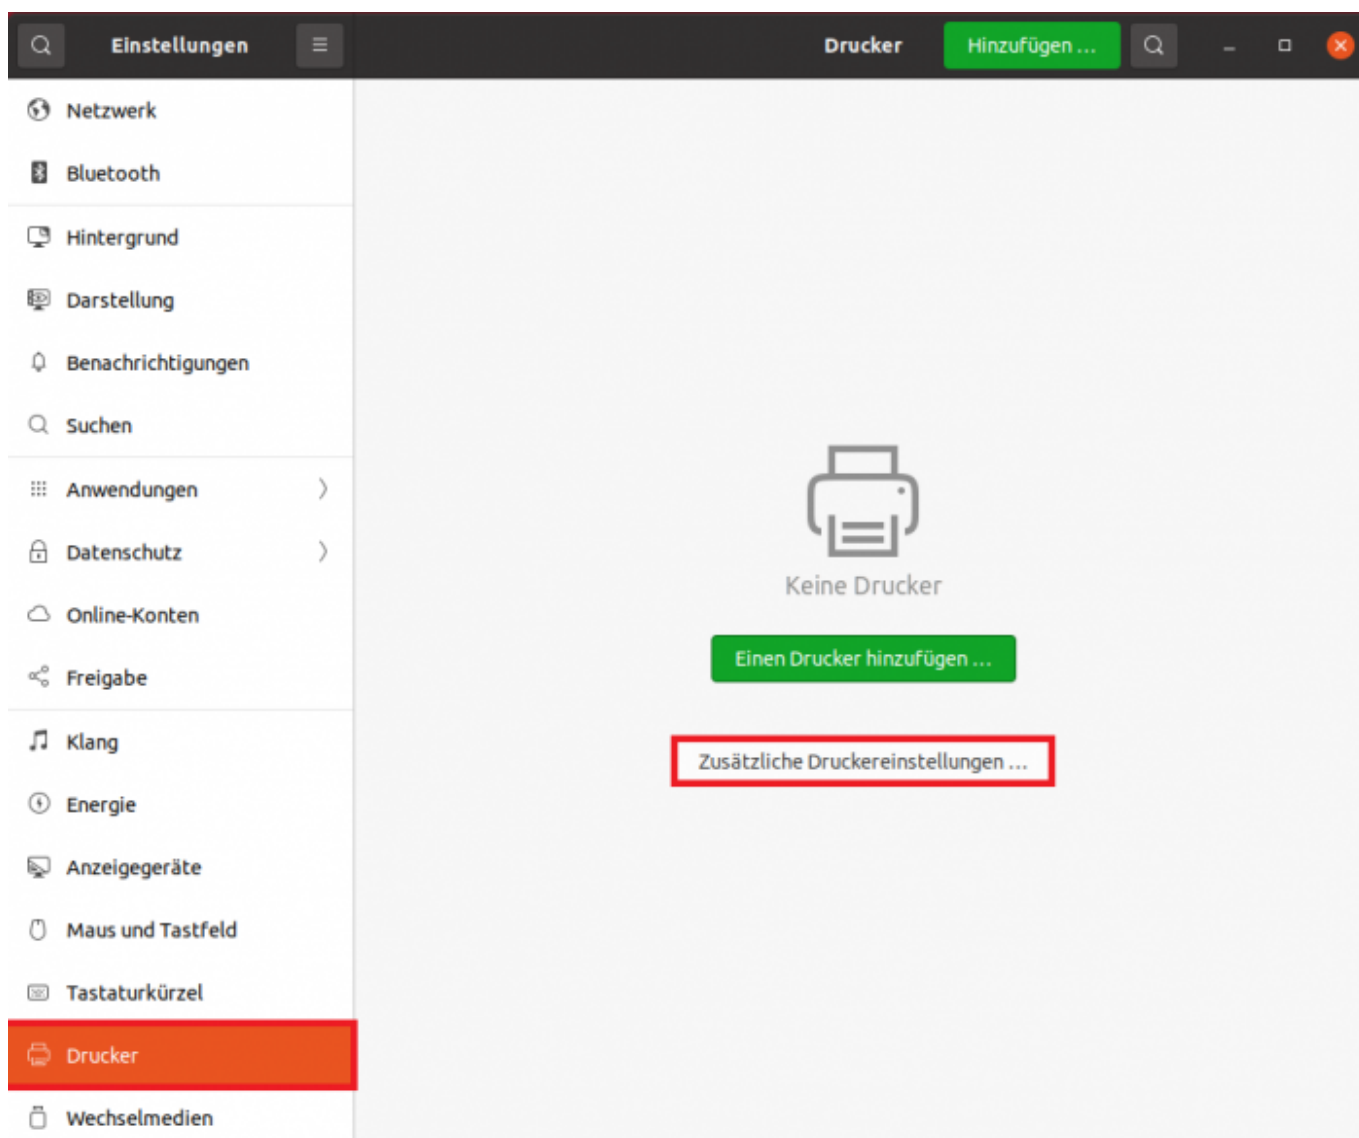 Einstellungen
Drucker
Hinzufügen ...
Netzwerk
Bluetooth
Hintergrund
Darstellung
Benachrichtigungen
Suchen
Anwendungen
Datenschutz
Online-Konten
Freigabe
Klang
Energie
Anzeigegeräte
Maus und Tastfeld
Tastaturkürzel
Drucker
Wechselmedien
Keine Drucker
Einen Drucker hinzufügen ...
Zusätzliche Druckereinstellungen ...